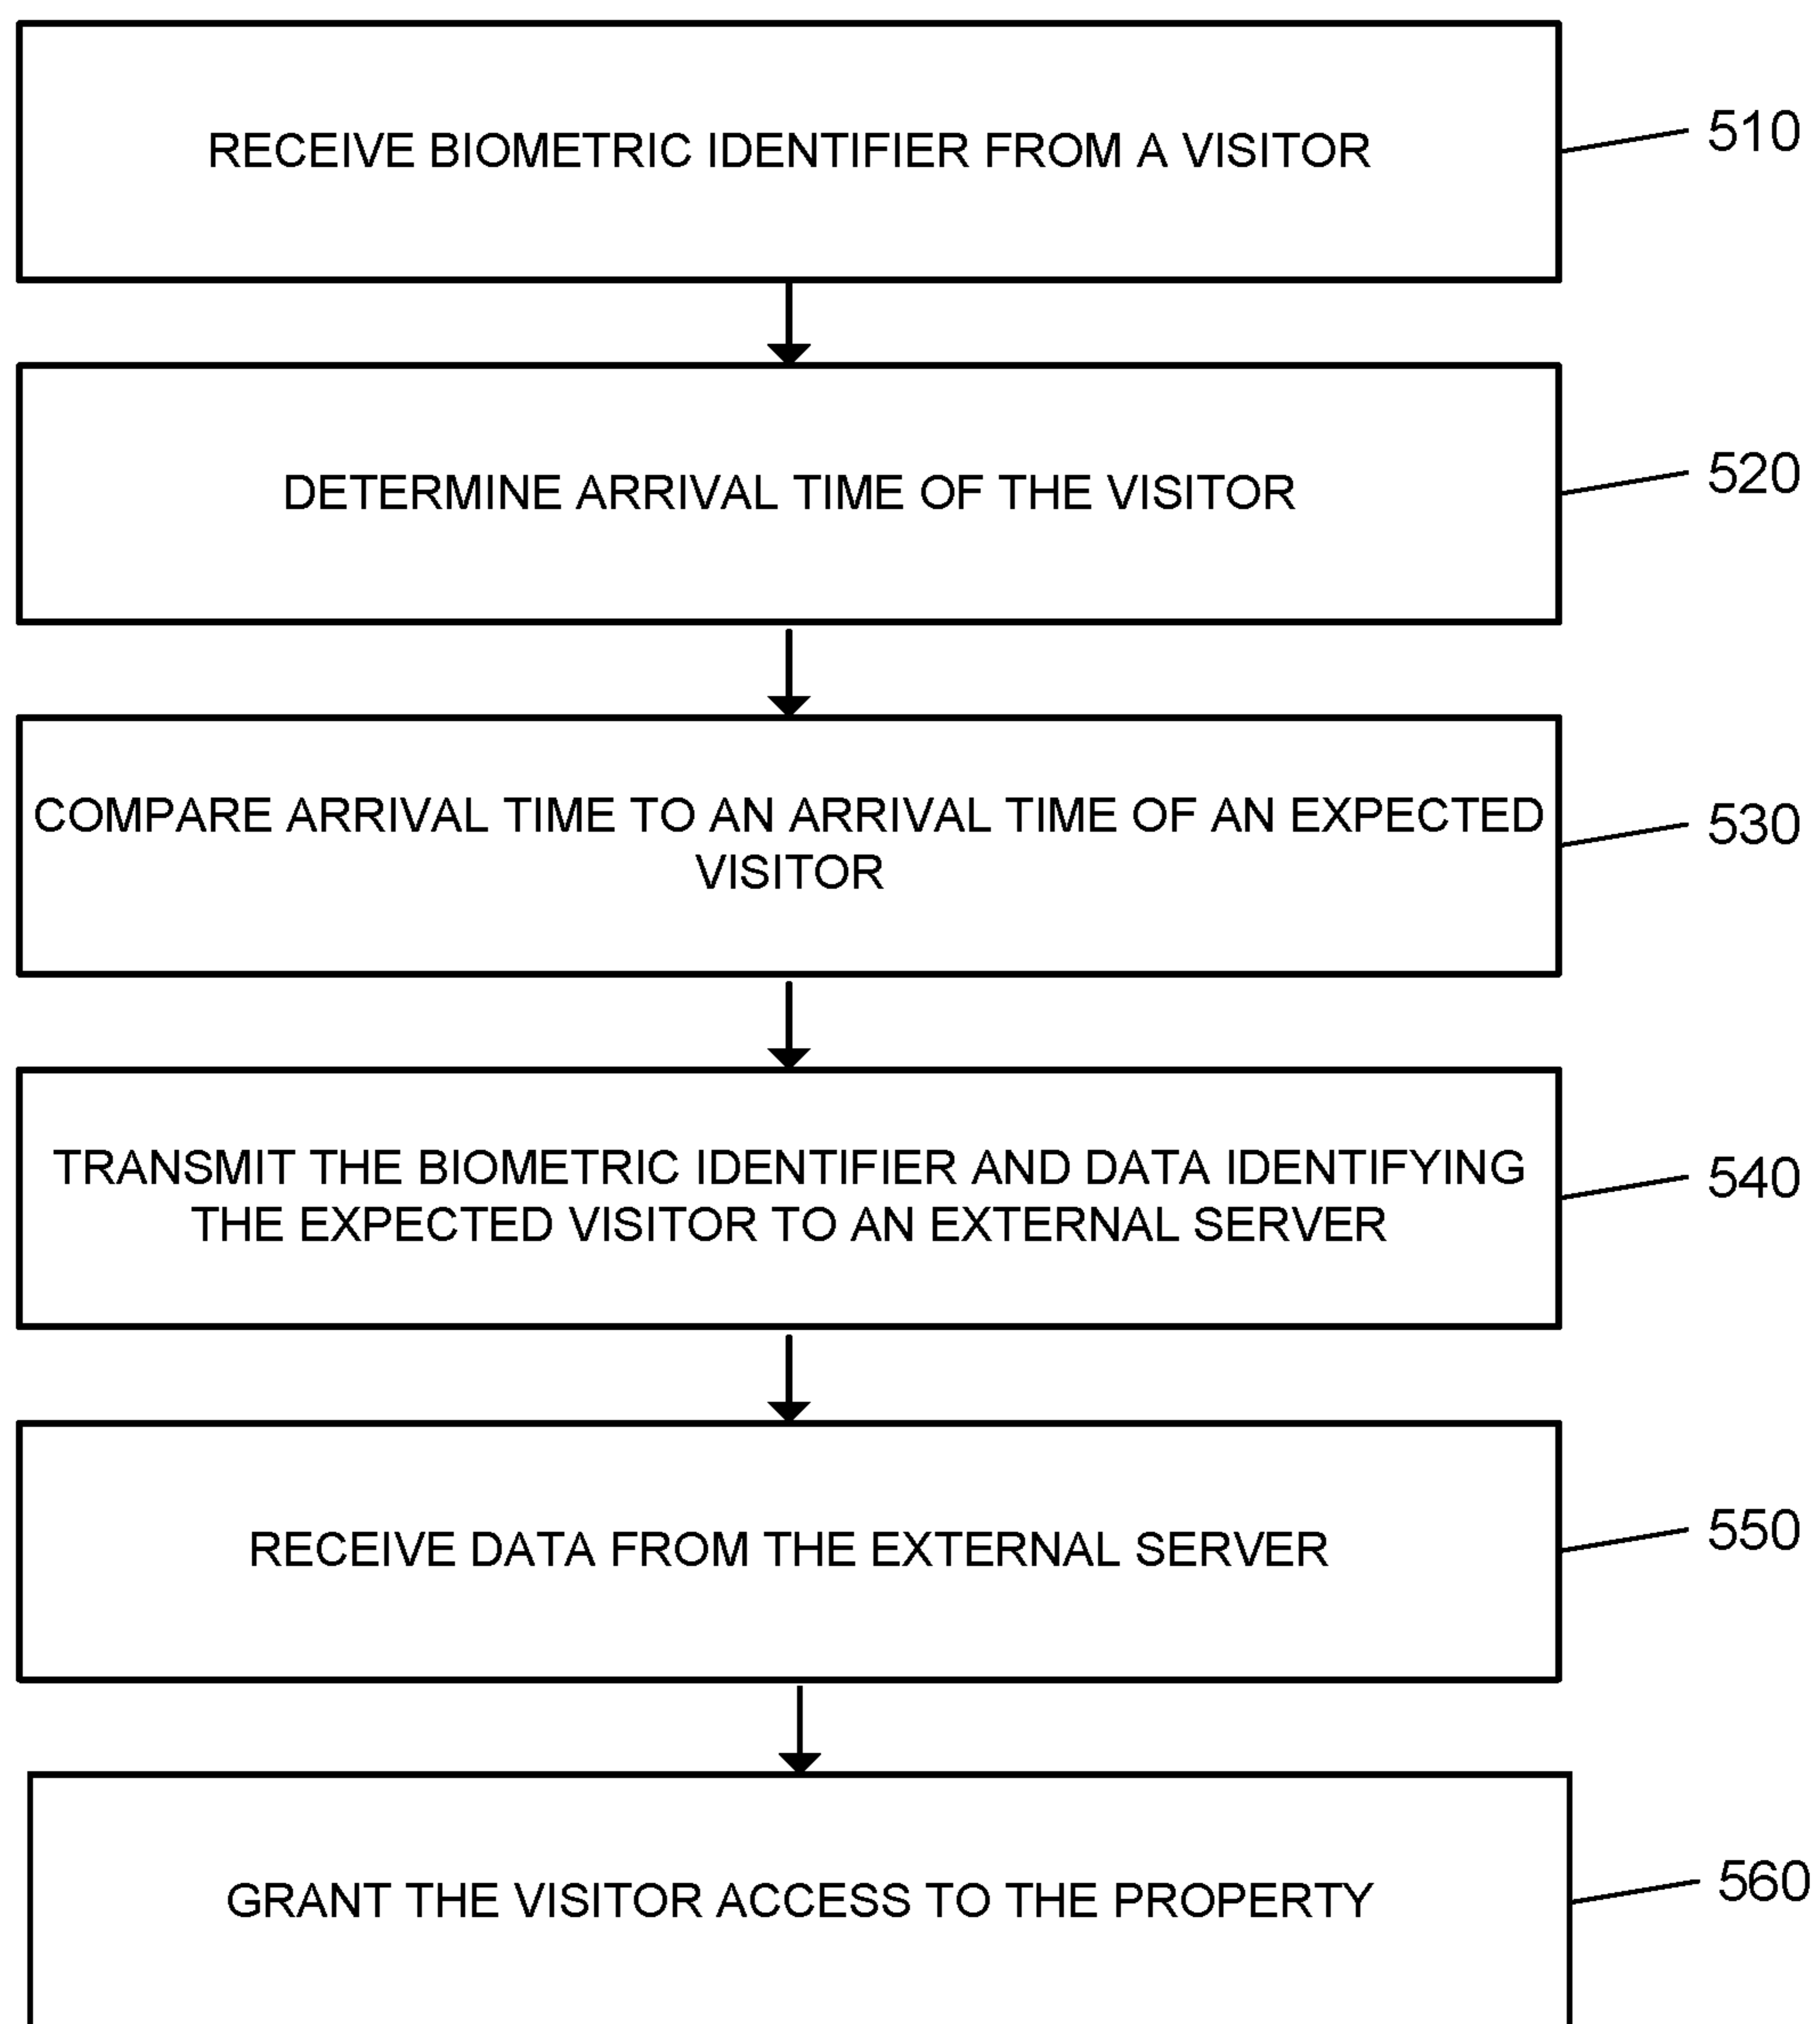 RECEIVE BIOMETRIC IDENTIFIER FROM A VISITOR
510
DETERMINE ARRIVAL TIME OF THE VISITOR
520
COMPARE ARRIVAL TIME TO AN ARRIVAL TIME OF AN EXPECTED
VISITOR
530
TRANSMIT THE BIOMETRIC IDENTIFIER AND DATA IDENTIFYING
THE EXPECTED VISITOR TO AN EXTERNAL SERVER
540
RECEIVE DATA FROM THE EXTERNAL SERVER
550
GRANT THE VISITOR ACCESS TO THE PROPERTY
560